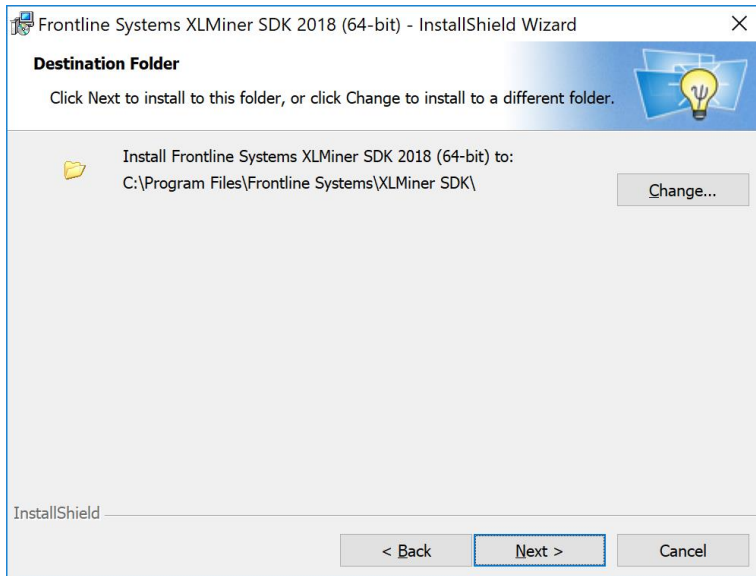 Frontline Systems XLMiner SDK 2018 (64-bit) - InstallShield Wizard
Destination Folder
Click Next to install to this folder, or click Change to install to a different folder.
Install Frontline Systems XLMiner SDK 2018 (64-bit) to:
C:\Program Files\Frontline Systems\XLMiner SDK\
Change...
InstallShield
< Back
Next >
Cancel